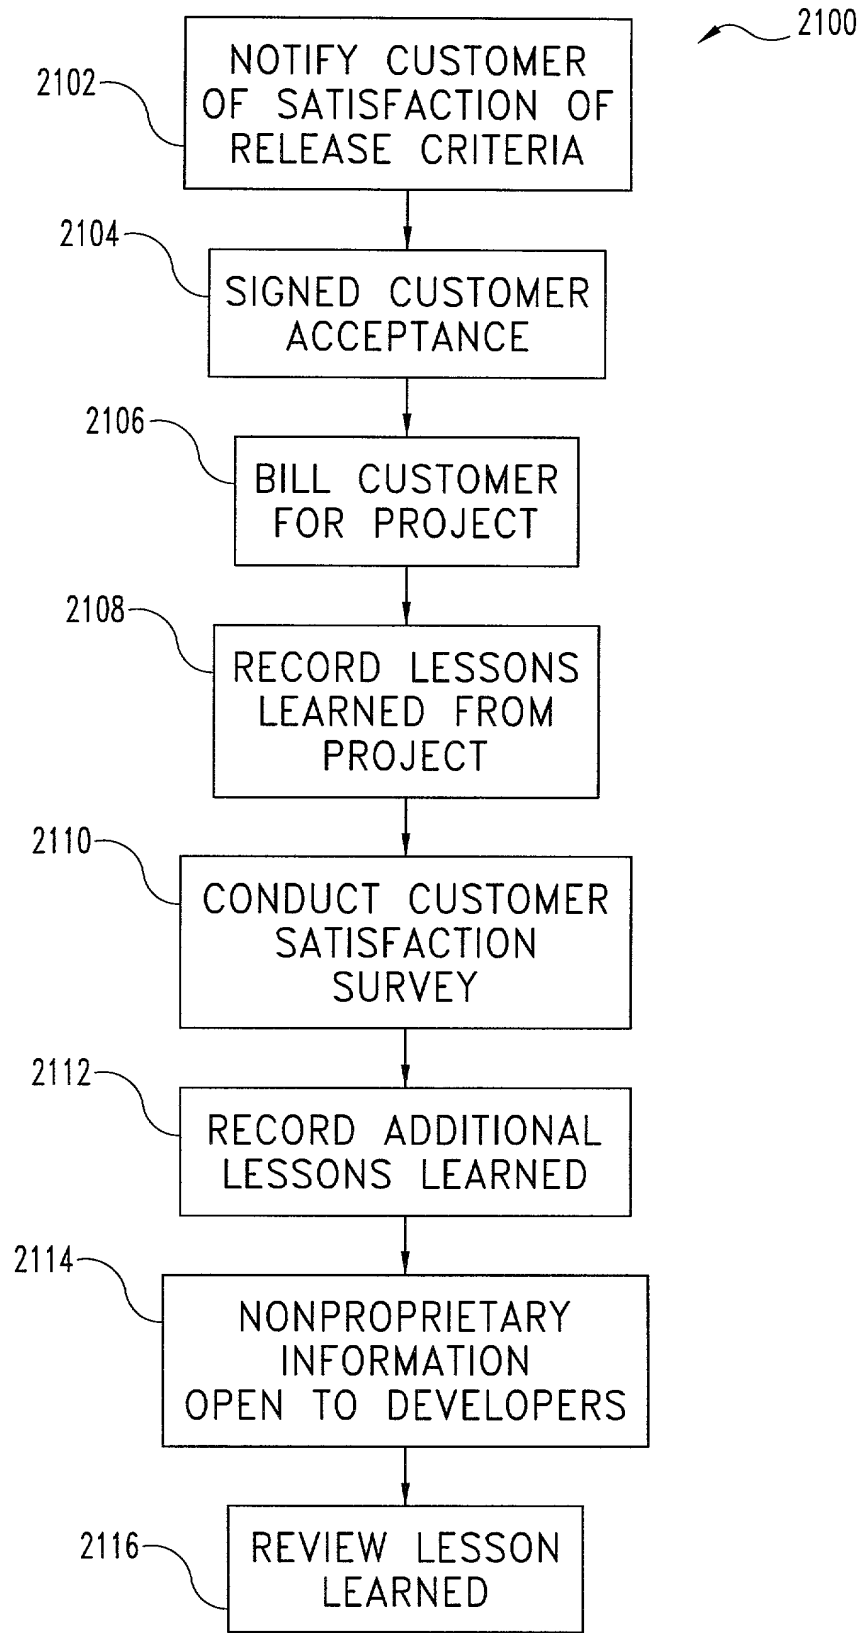 2100
2102
NOTIFY CUSTOMER
OF SATISFACTION OF
RELEASE CRITERIA
2104
SIGNED CUSTOMER
ACCEPTANCE
2106
BILL CUSTOMER
FOR PROJECT
2108
RECORD LESSONS
LEARNED FROM
PROJECT
2110
CONDUCT CUSTOMER
SATISFACTION
SURVEY
2112
RECORD ADDITIONAL
LESSONS LEARNED
2114
NONPROPRIETARY
INFORMATION
OPEN TO DEVELOPERS
2116
REVIEW LESSON
LEARNED